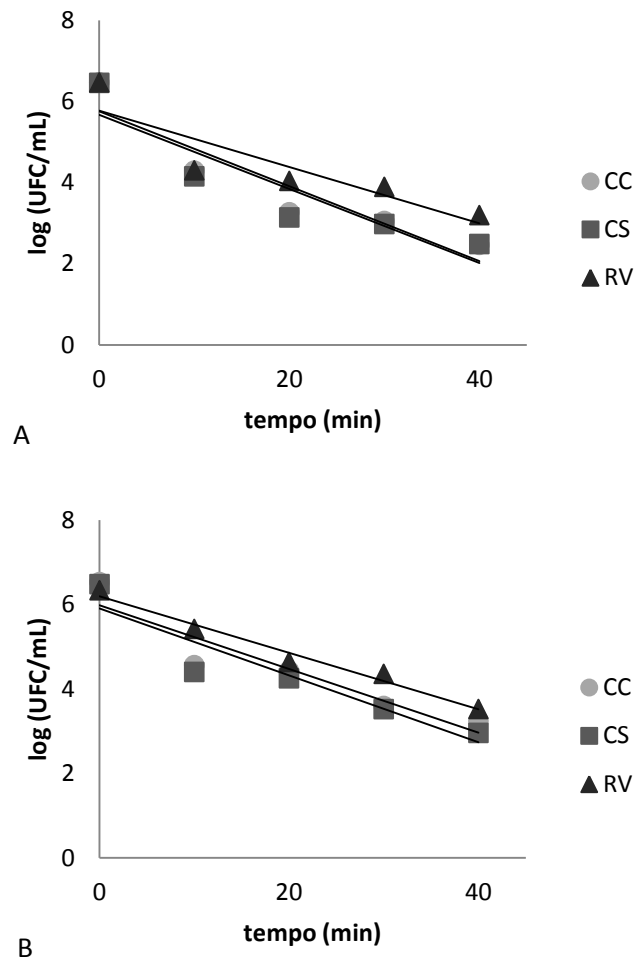 8
6
4
2
0
log (UFC/mL)
0 20 40
tempo (min)
CC
CS
RV
A
8
6
4
2
0
log (UFC/mL)
0 20 40
tempo (min)
CC
CS
RV
B